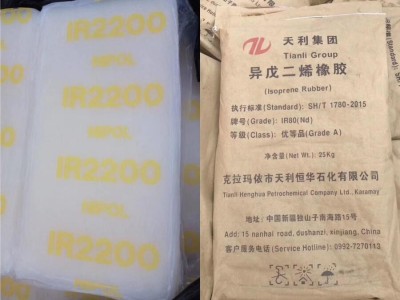 IR2200
NIPOL
IR2200
NIPOL
IR2200
NIPOL
IR2200
天利集团
Tianli Group
异戊二烯橡胶
(Isoprene Rubber)
执行标准(Standard): SH/T 1780-2015
牌号(Grade): IR80(Nd)
等级(Class): 优等品(Grade A)
净含量(Net Wt.): 25Kg
克拉玛依市天利恒华石化有限公司
Tianli Henghua Petrochemical Company Ltd., Karamay
地址: 中国新疆独山子南海路15号
Add: 15 nanhai road, dushanzi, xinjiang, China
客户服务电话(Service Hotline): 0992-7270113